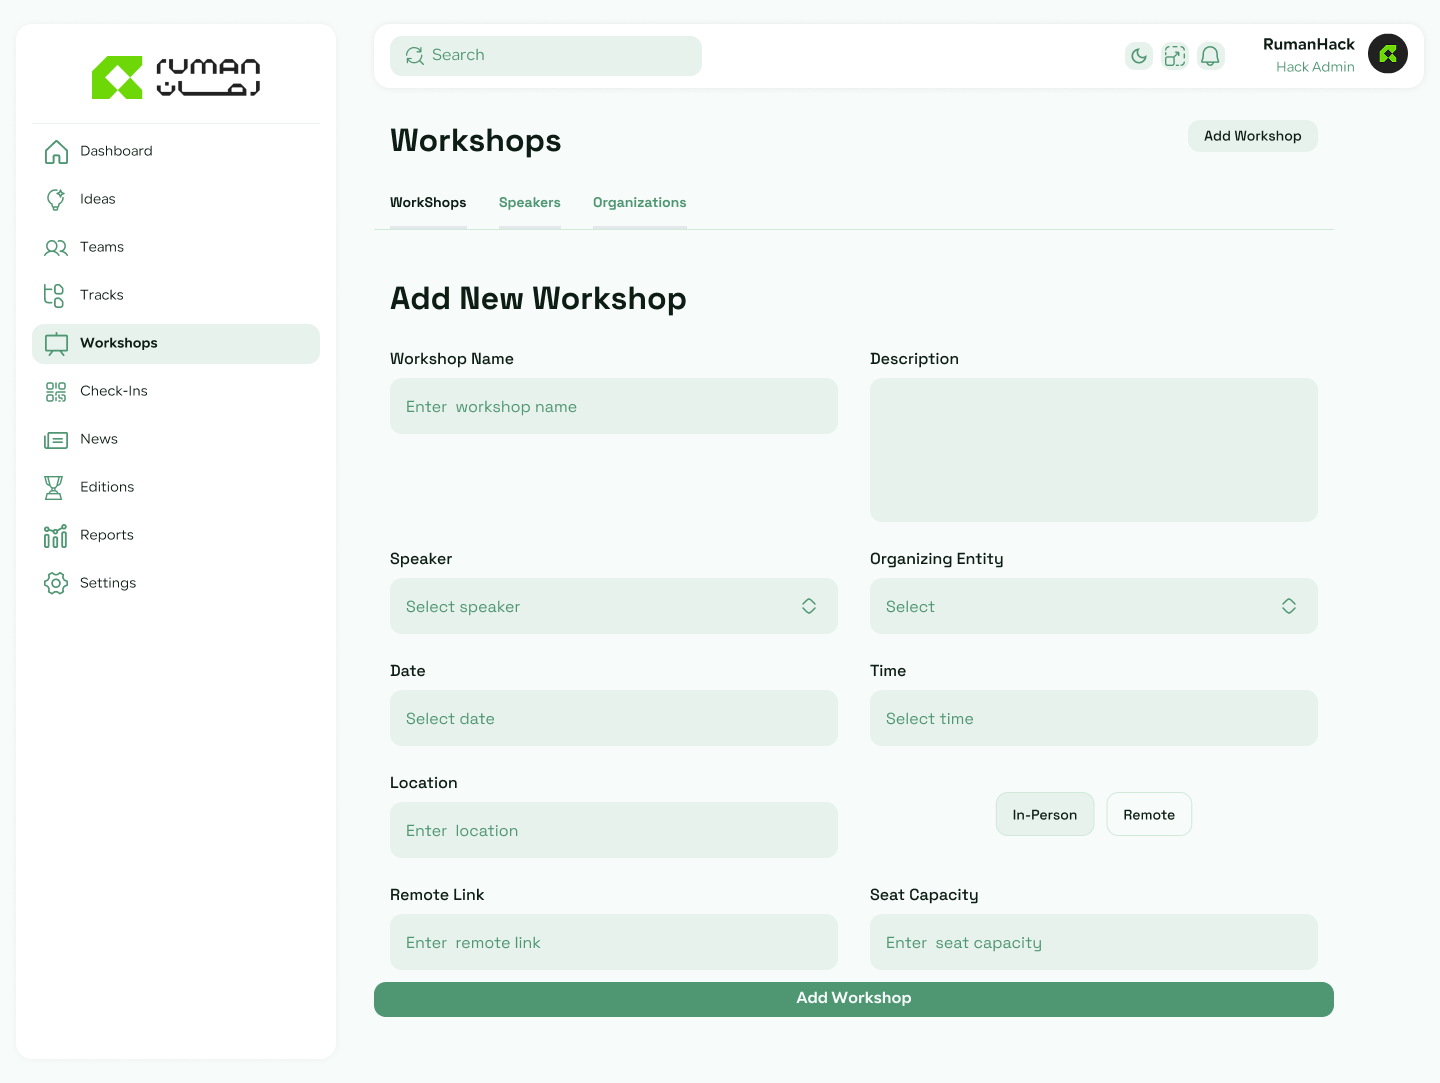 ruman
رمان
Dashboard
Ideas
Teams
Tracks
Workshops
Check-Ins
News
Editions
Reports
Settings
Search
RumanHack
Hack Admin
Workshops
Add Workshop
WorkShops
Speakers
Organizations
Add New Workshop
Workshop Name
Description
Enter  workshop name
Speaker
Organizing Entity
Select speaker
Select
Date
Time
Select date
Select time
Location
Enter  location
In-Person
Remote
Remote Link
Seat Capacity
Enter  remote link
Enter  seat capacity
Add Workshop